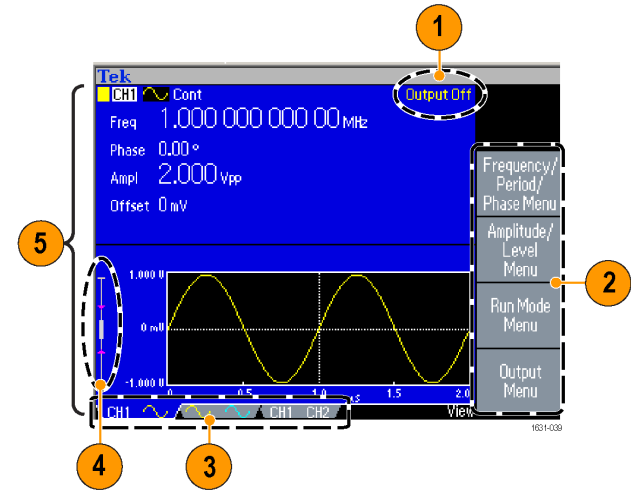 1
Tek
CH1 Cont
Output Off
Freq 1.000 000 000 00 MHz
Phase 0.00 °
Ampl 2.000 Vpp
Offset 0 mV
Frequency/
Period/
Phase Menu
Amplitude/
Level
Menu
5
2
1.000 V
0 mV
-1.000 V
Run Mode
Menu
Output
Menu
0 0.5 1.0 1.5 2.0
µS
CH1 CH1 CH2 View
1631-039
4
3